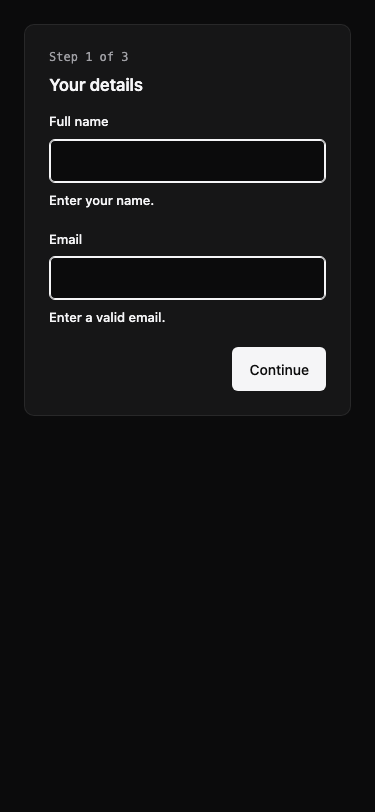 Step 1 of 3
Your details
Full name
Enter your name.
Email
Enter a valid email.
Continue